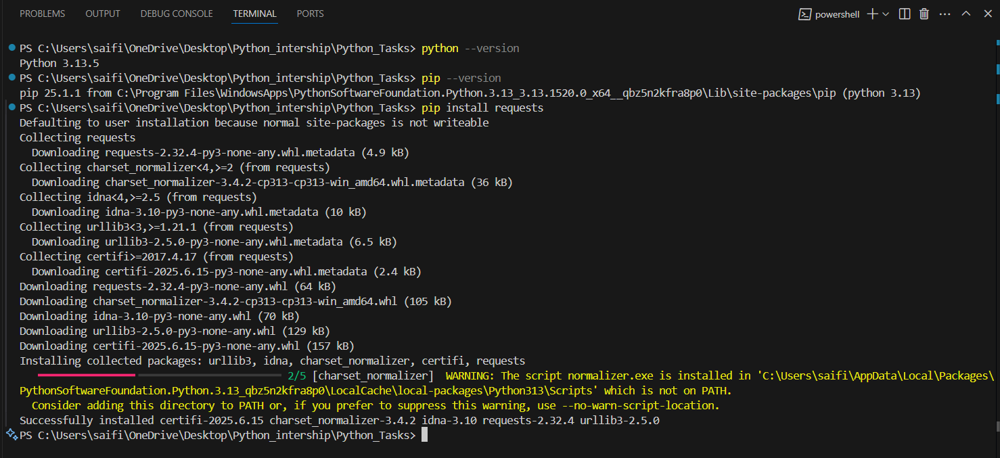 PROBLEMS OUTPUT DEBUG CONSOLE TERMINAL PORTS powershell
PS C:\Users\saifi\OneDrive\Desktop\Python_intership\Python_Tasks> python --version
Python 3.13.5
PS C:\Users\saifi\OneDrive\Desktop\Python_intership\Python_Tasks> pip --version
pip 25.1.1 from C:\Program Files\WindowsApps\PythonSoftwareFoundation.Python.3.13_3.13.1520.0_x64__qbz5n2kfra8p0\Lib\site-packages\pip (python 3.13)
PS C:\Users\saifi\OneDrive\Desktop\Python_intership\Python_Tasks> pip install requests
Defaulting to user installation because normal site-packages is not writeable
Collecting requests
  Downloading requests-2.32.4-py3-none-any.whl.metadata (4.9 kB)
Collecting charset_normalizer<4,>=2 (from requests)
  Downloading charset_normalizer-3.4.2-cp313-cp313-win_amd64.whl.metadata (36 kB)
Collecting idna<4,>=2.5 (from requests)
  Downloading idna-3.10-py3-none-any.whl.metadata (10 kB)
Collecting urllib3<3,>=1.21.1 (from requests)
  Downloading urllib3-2.5.0-py3-none-any.whl.metadata (6.5 kB)
Collecting certifi>=2017.4.17 (from requests)
  Downloading certifi-2025.6.15-py3-none-any.whl.metadata (2.4 kB)
Downloading requests-2.32.4-py3-none-any.whl (64 kB)
Downloading charset_normalizer-3.4.2-cp313-cp313-win_amd64.whl (105 kB)
Downloading idna-3.10-py3-none-any.whl (70 kB)
Downloading urllib3-2.5.0-py3-none-any.whl (129 kB)
Downloading certifi-2025.6.15-py3-none-any.whl (157 kB)
Installing collected packages: urllib3, idna, charset_normalizer, certifi, requests
2/5 [charset_normalizer]  WARNING: The script normalizer.exe is installed in 'C:\Users\saifi\AppData\Local\Packages\
PythonSoftwareFoundation.Python.3.13_qbz5n2kfra8p0\LocalCache\local-packages\Python313\Scripts' which is not on PATH.
  Consider adding this directory to PATH or, if you prefer to suppress this warning, use --no-warn-script-location.
Successfully installed certifi-2025.6.15 charset_normalizer-3.4.2 idna-3.10 requests-2.32.4 urllib3-2.5.0
PS C:\Users\saifi\OneDrive\Desktop\Python_intership\Python_Tasks>